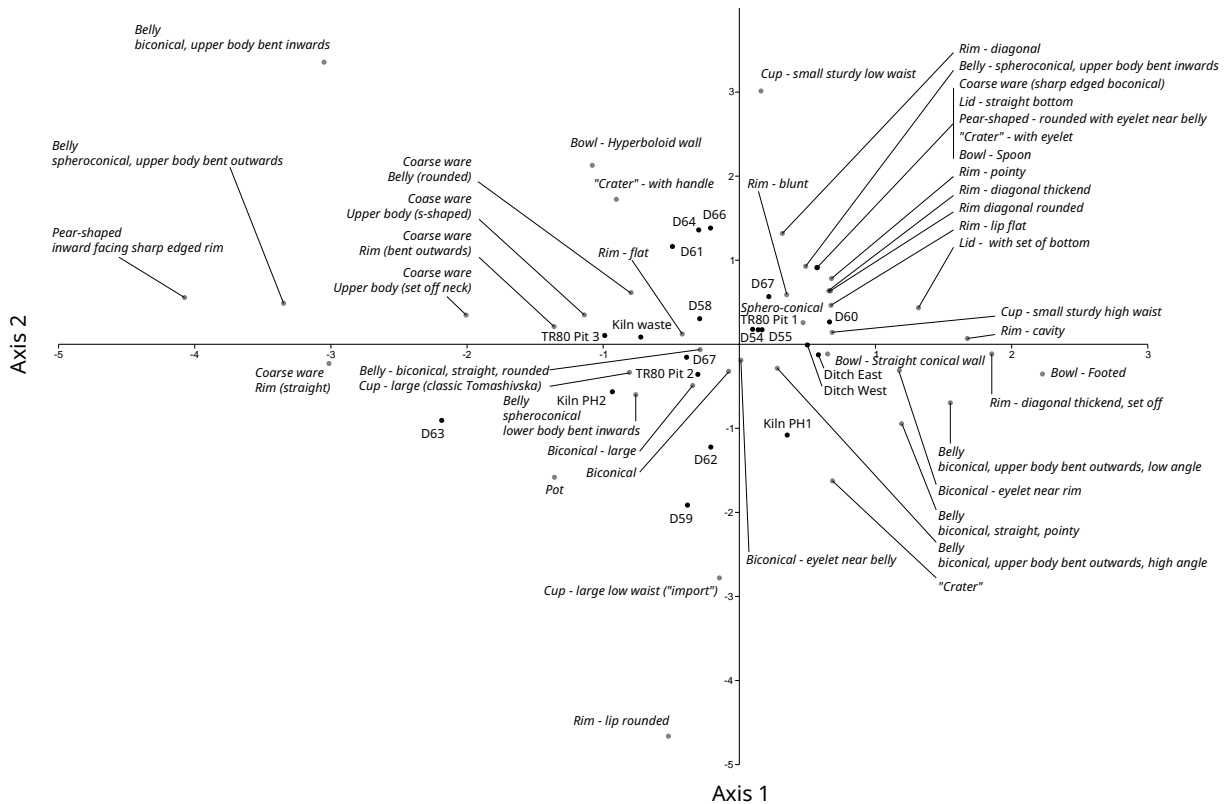 Belly
biconical, upper body bent inwards
Rim - diagonal
Belly - spheroconical, upper body bent inwards
Cup - small sturdy low waist
Coarse ware (sharp edged boconical)
Lid - straight bottom
Pear-shaped - rounded with eyelet near belly
"Crater" - with eyelet
Bowl - Spoon
Rim - pointy
Rim - diagonal thickend
Rim diagonal rounded
Rim - lip flat
Lid -  with set of bottom
Bowl - Hyperboloid wall
Belly
spheroconical, upper body bent outwards
Coarse ware
Belly (rounded)
"Crater" - with handle
Rim - blunt
Coase ware
Upper body (s-shaped)
D64
D66
D61
Pear-shaped
inward facing sharp edged rim
Coarse ware
Rim (bent outwards)
Rim - flat
Coarse ware
Upper body (set off neck)
D67
D58
Sphero-conical
D60
Cup - small sturdy high waist
TR80 Pit 1
Kiln waste
TR80 Pit 3
D54
D55
Rim - cavity
Axis 2
3
2
1
-5
-4
-3
-2
-1
1
2
3
D67
Bowl - Straight conical wall
Belly - biconical, straight, rounded
TR80 Pit 2
Ditch East
Bowl - Footed
Coarse ware
Rim (straight)
Cup - large (classic Tomashivska)
Ditch West
Kiln PH2
Belly
spheroconical
lower body bent inwards
Rim - diagonal thickend, set off
D63
Kiln PH1
-1
Biconical - large
D62
Belly
biconical, upper body bent outwards, low angle
Biconical
Pot
Biconical - eyelet near rim
D59
-2
Belly
biconical, straight, pointy
Belly
biconical, upper body bent outwards, high angle
Biconical - eyelet near belly
Cup - large low waist ("import")
"Crater"
-3
-4
Rim - lip rounded
-5
Axis 1